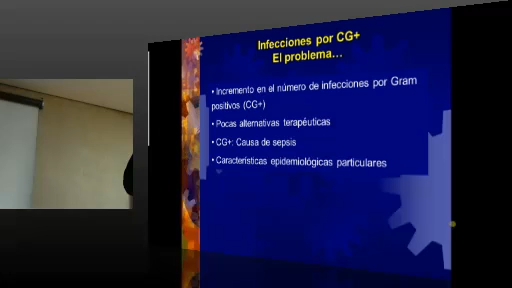 Infecciones por CG+
El problema...
• Incremento en el número de infecciones por Gram
positivos (CG+)
• Pocas alternativas terapéuticas
• CG+: Causa de sepsis
• Características epidemiológicas particulares